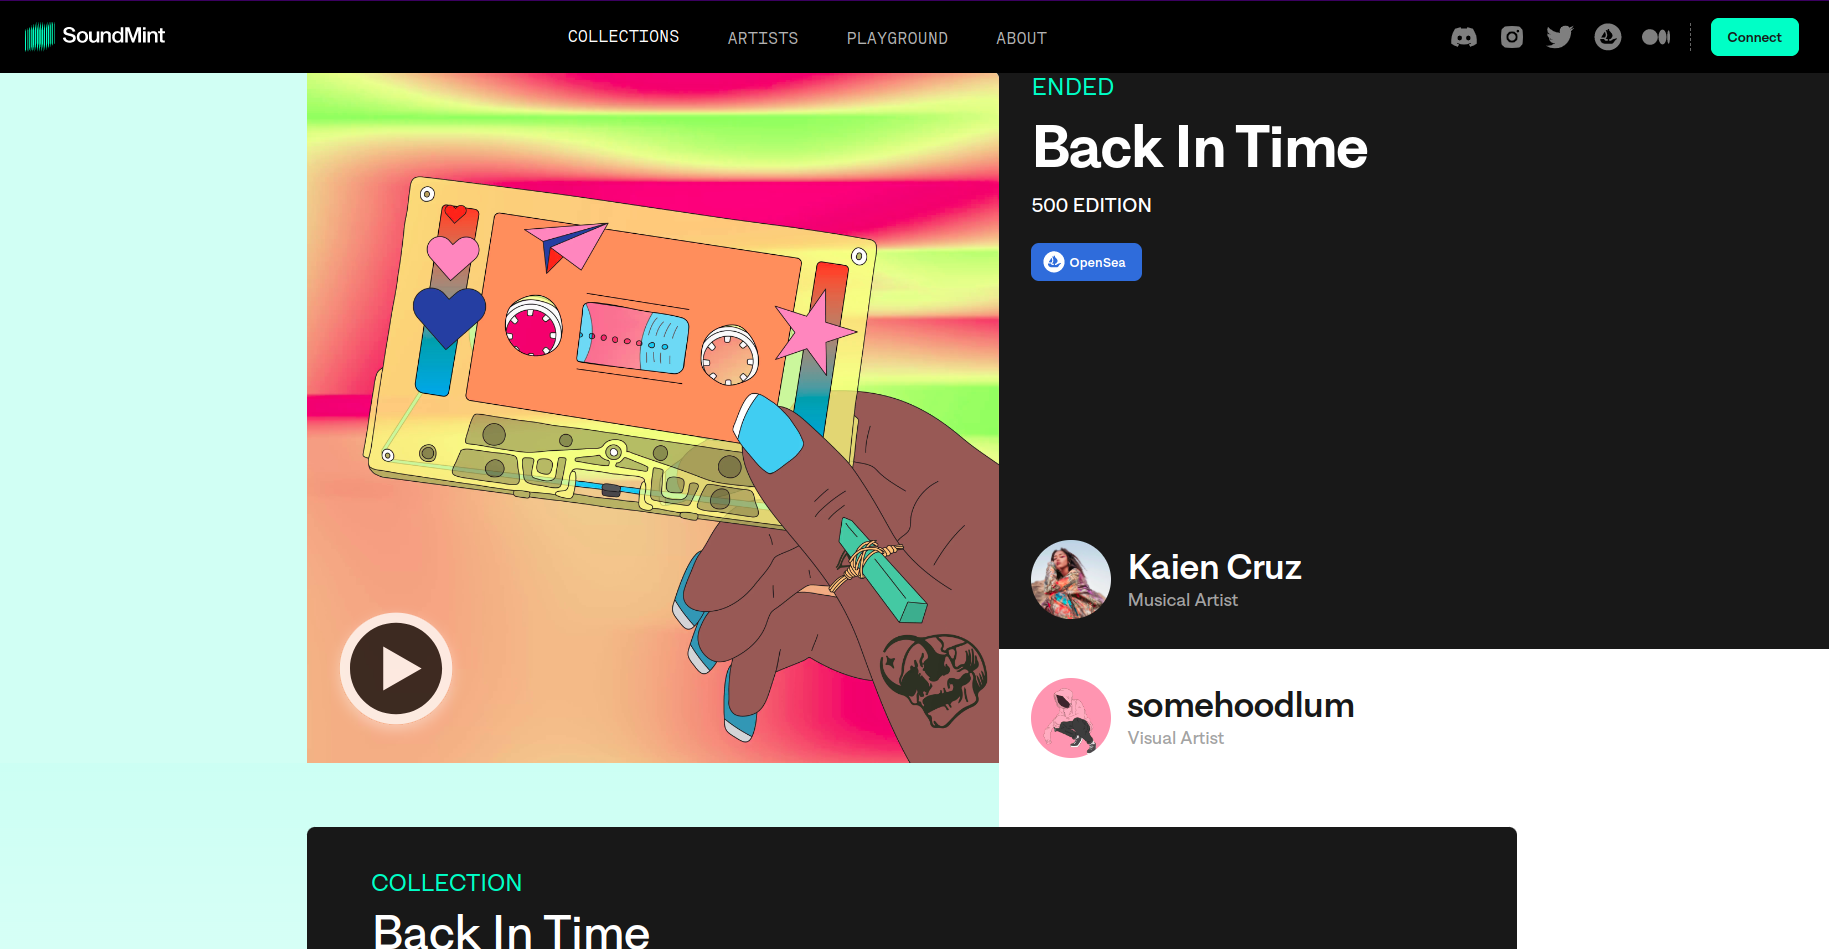 SoundMint
COLLECTIONS
ARTISTS
PLAYGROUND
ABOUT
Connect
ENDED
Back In Time
500 EDITION
OpenSea
Kaien Cruz
Musical Artist
somehoodlum
Visual Artist
COLLECTION
Back In Time